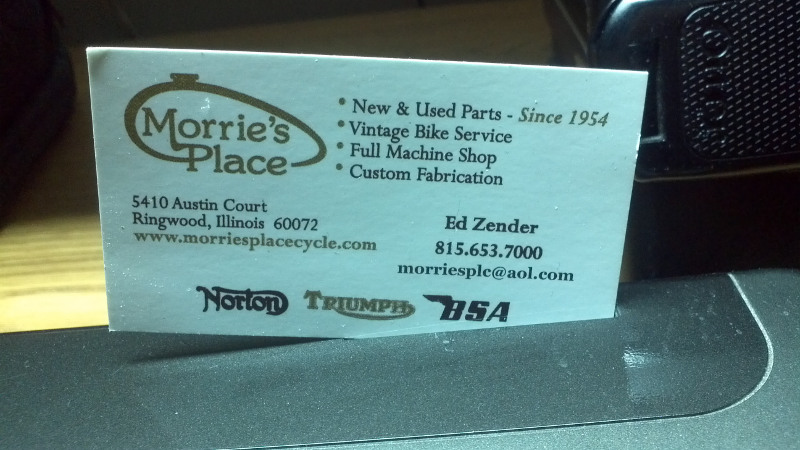 Morrie's
Place
• New & Used Parts - Since 1954
• Vintage Bike Service
• Full Machine Shop
• Custom Fabrication
5410 Austin Court
Ringwood, Illinois 60072
www.morriesplacecycle.com
Ed Zender
815.653.7000
morriesplc@aol.com
Norton TRIUMPH BSA